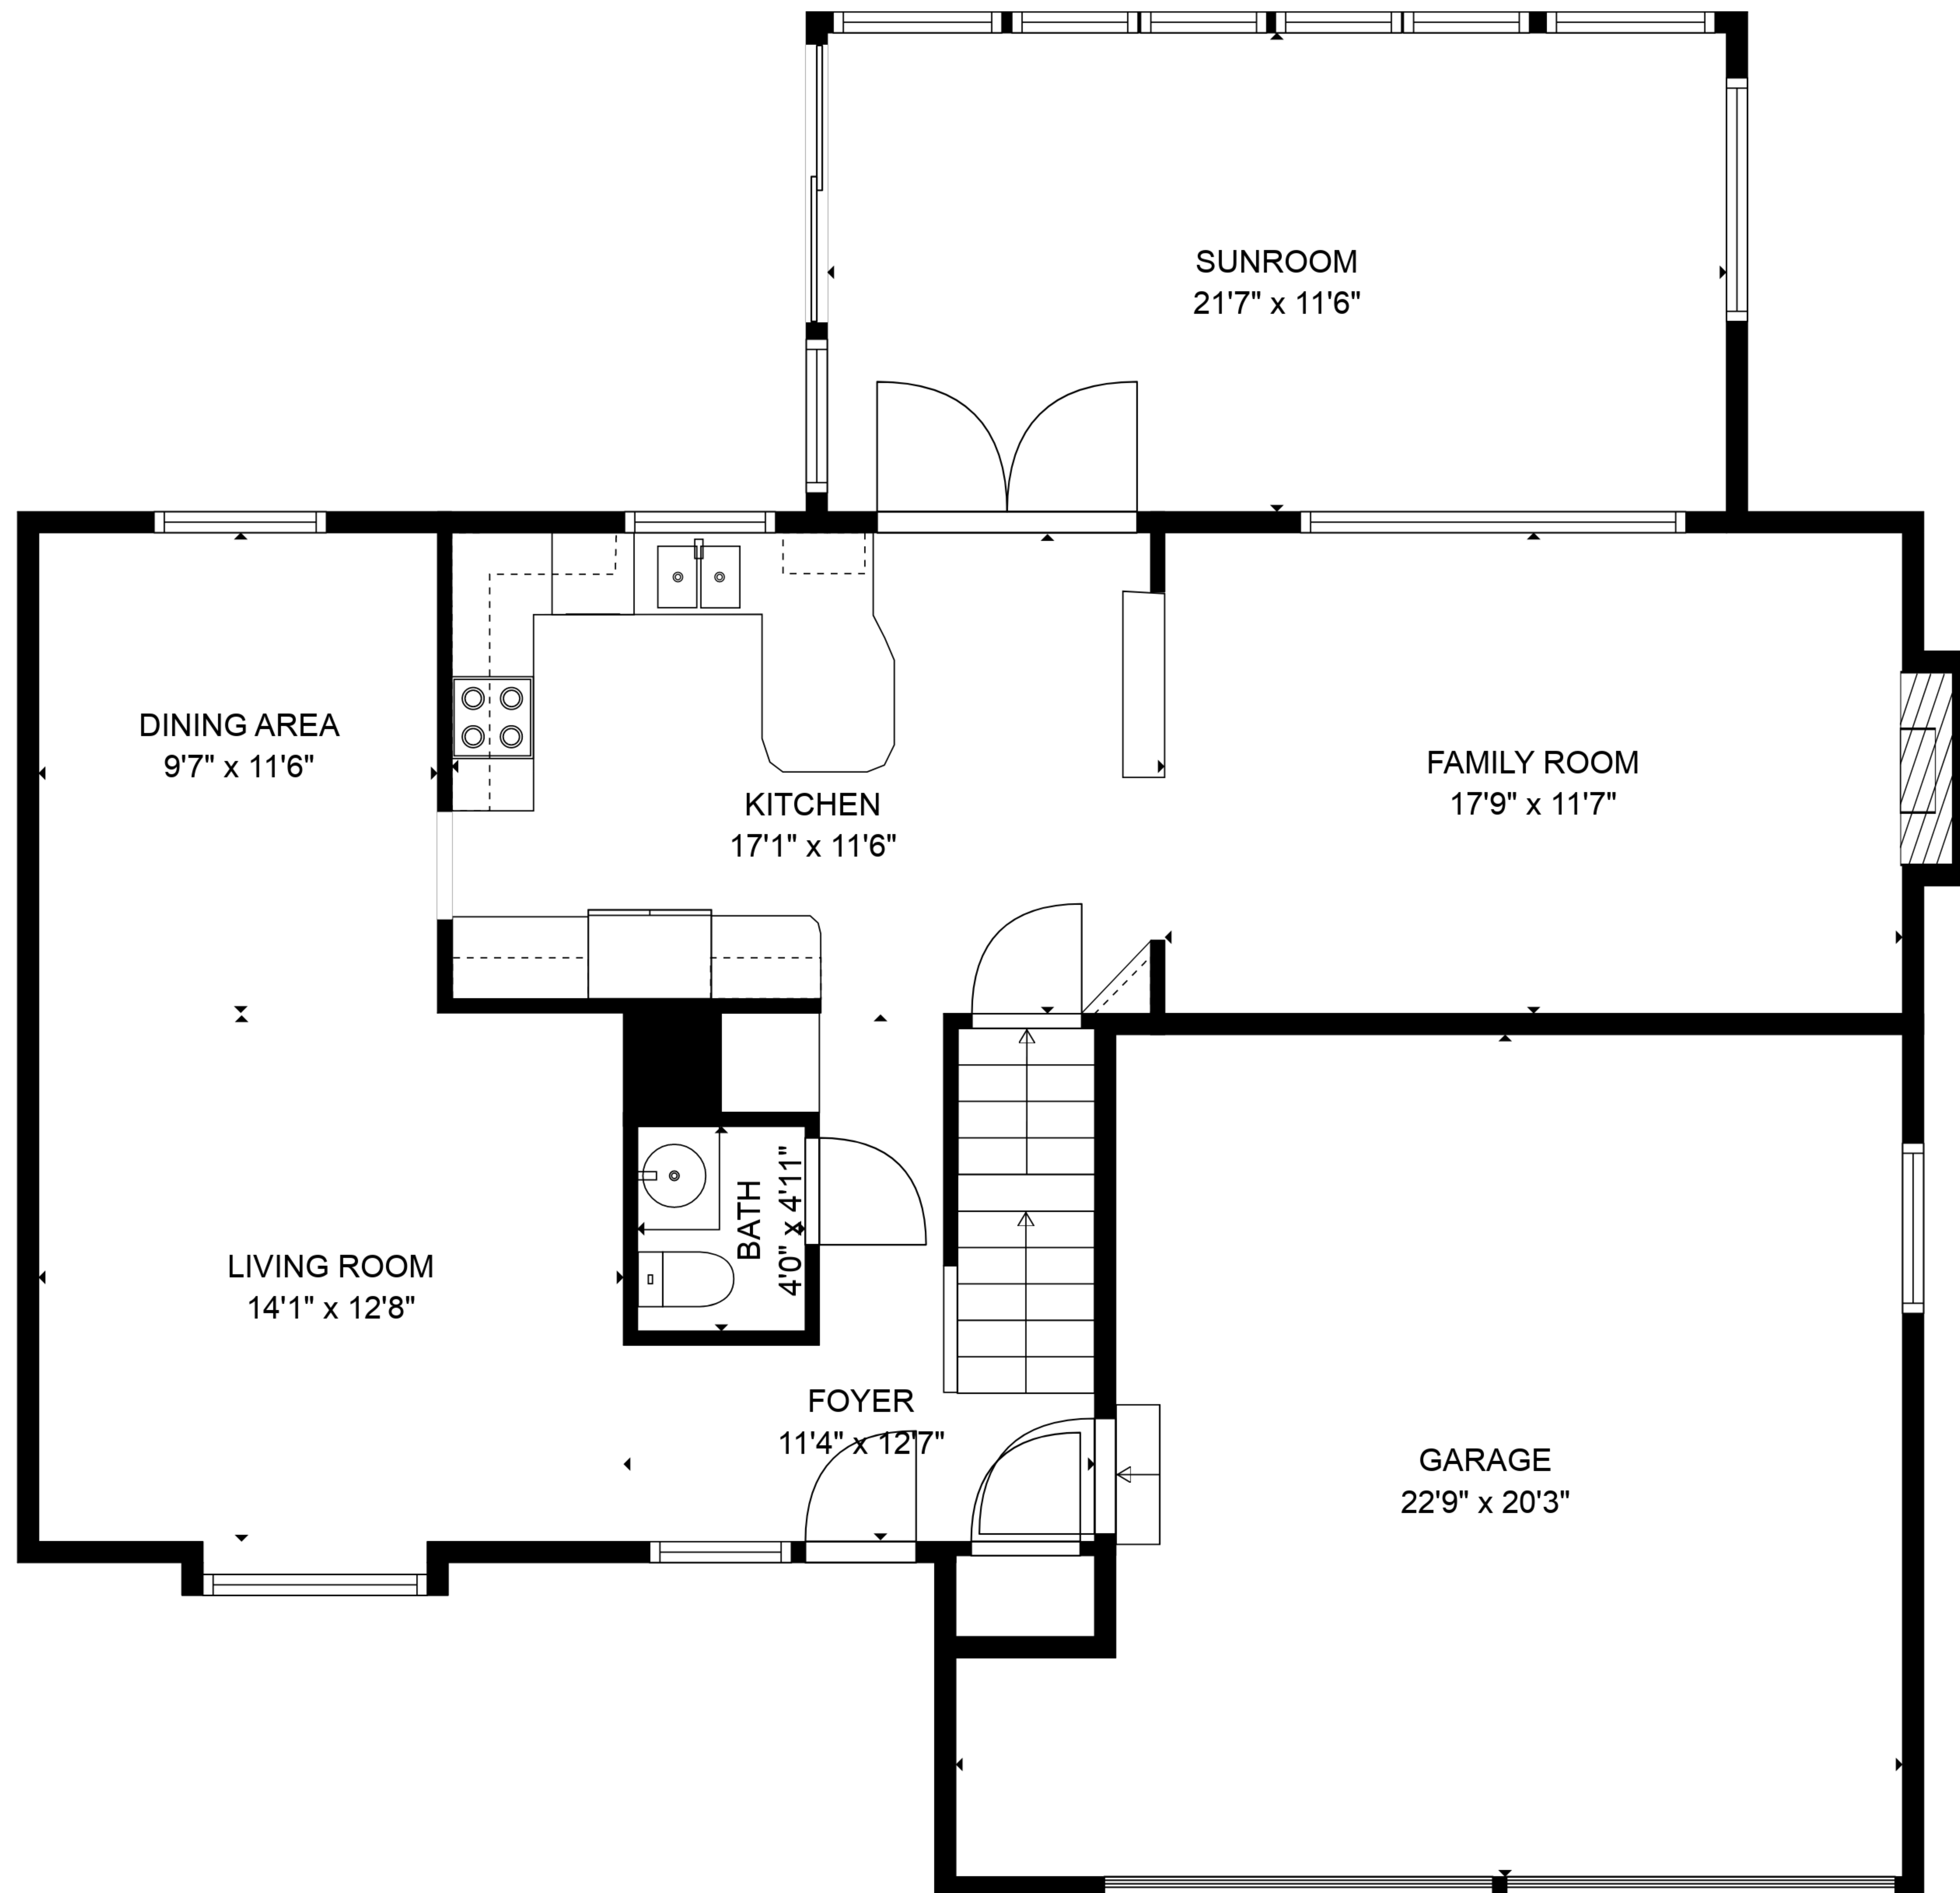 SUNROOM
21'7" x 11'6"
DINING AREA
9'7" x 11'6"
KITCHEN
17'1" x 11'6"
FAMILY ROOM
17'9" x 11'7"
LIVING ROOM
14'1" x 12'8"
BATH
4'0" x 4'11"
FOYER
11'4" x 12'7"
GARAGE
22'9" x 20'3"